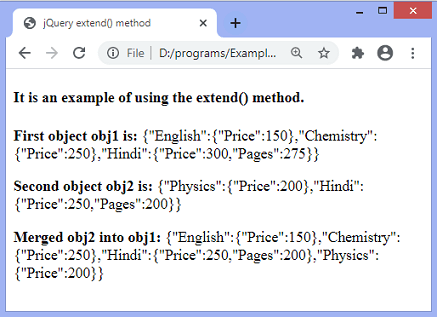 jQuery extend() method
File | D:/programs/Exampl...
It is an example of using the extend() method.
First object obj1 is: {"English":{"Price":150},"Chemistry":
{"Price":250},"Hindi":{"Price":300,"Pages":275}}
Second object obj2 is: {"Physics":{"Price":200},"Hindi":
{"Price":250,"Pages":200}}
Merged obj2 into obj1: {"English":{"Price":150},"Chemistry":
{"Price":250},"Hindi":{"Price":250,"Pages":200},"Physics":
{"Price":200}}